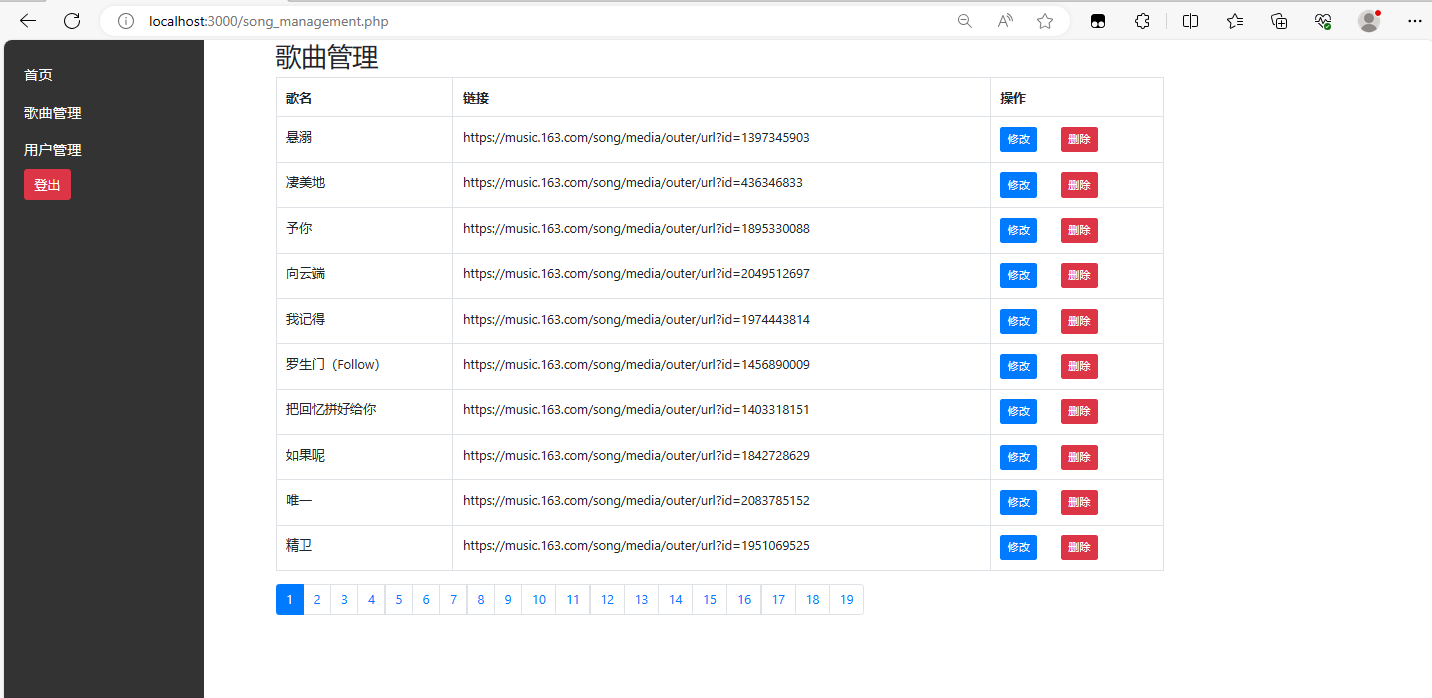 localhost:3000/song_management.php
首页
歌曲管理
用户管理
登出
歌曲管理
歌名 链接 操作
悬溺 https://music.163.com/song/media/outer/url?id=1397345903 修改 删除
凄美地 https://music.163.com/song/media/outer/url?id=436346833 修改 删除
予你 https://music.163.com/song/media/outer/url?id=1895330088 修改 删除
向云端 https://music.163.com/song/media/outer/url?id=2049512697 修改 删除
我记得 https://music.163.com/song/media/outer/url?id=1974443814 修改 删除
罗生门（Follow） https://music.163.com/song/media/outer/url?id=1456890009 修改 删除
把回忆拼好给你 https://music.163.com/song/media/outer/url?id=1403318151 修改 删除
如果呢 https://music.163.com/song/media/outer/url?id=1842728629 修改 删除
唯一 https://music.163.com/song/media/outer/url?id=2083785152 修改 删除
精卫 https://music.163.com/song/media/outer/url?id=1951069525 修改 删除
1 2 3 4 5 6 7 8 9 10 11 12 13 14 15 16 17 18 19